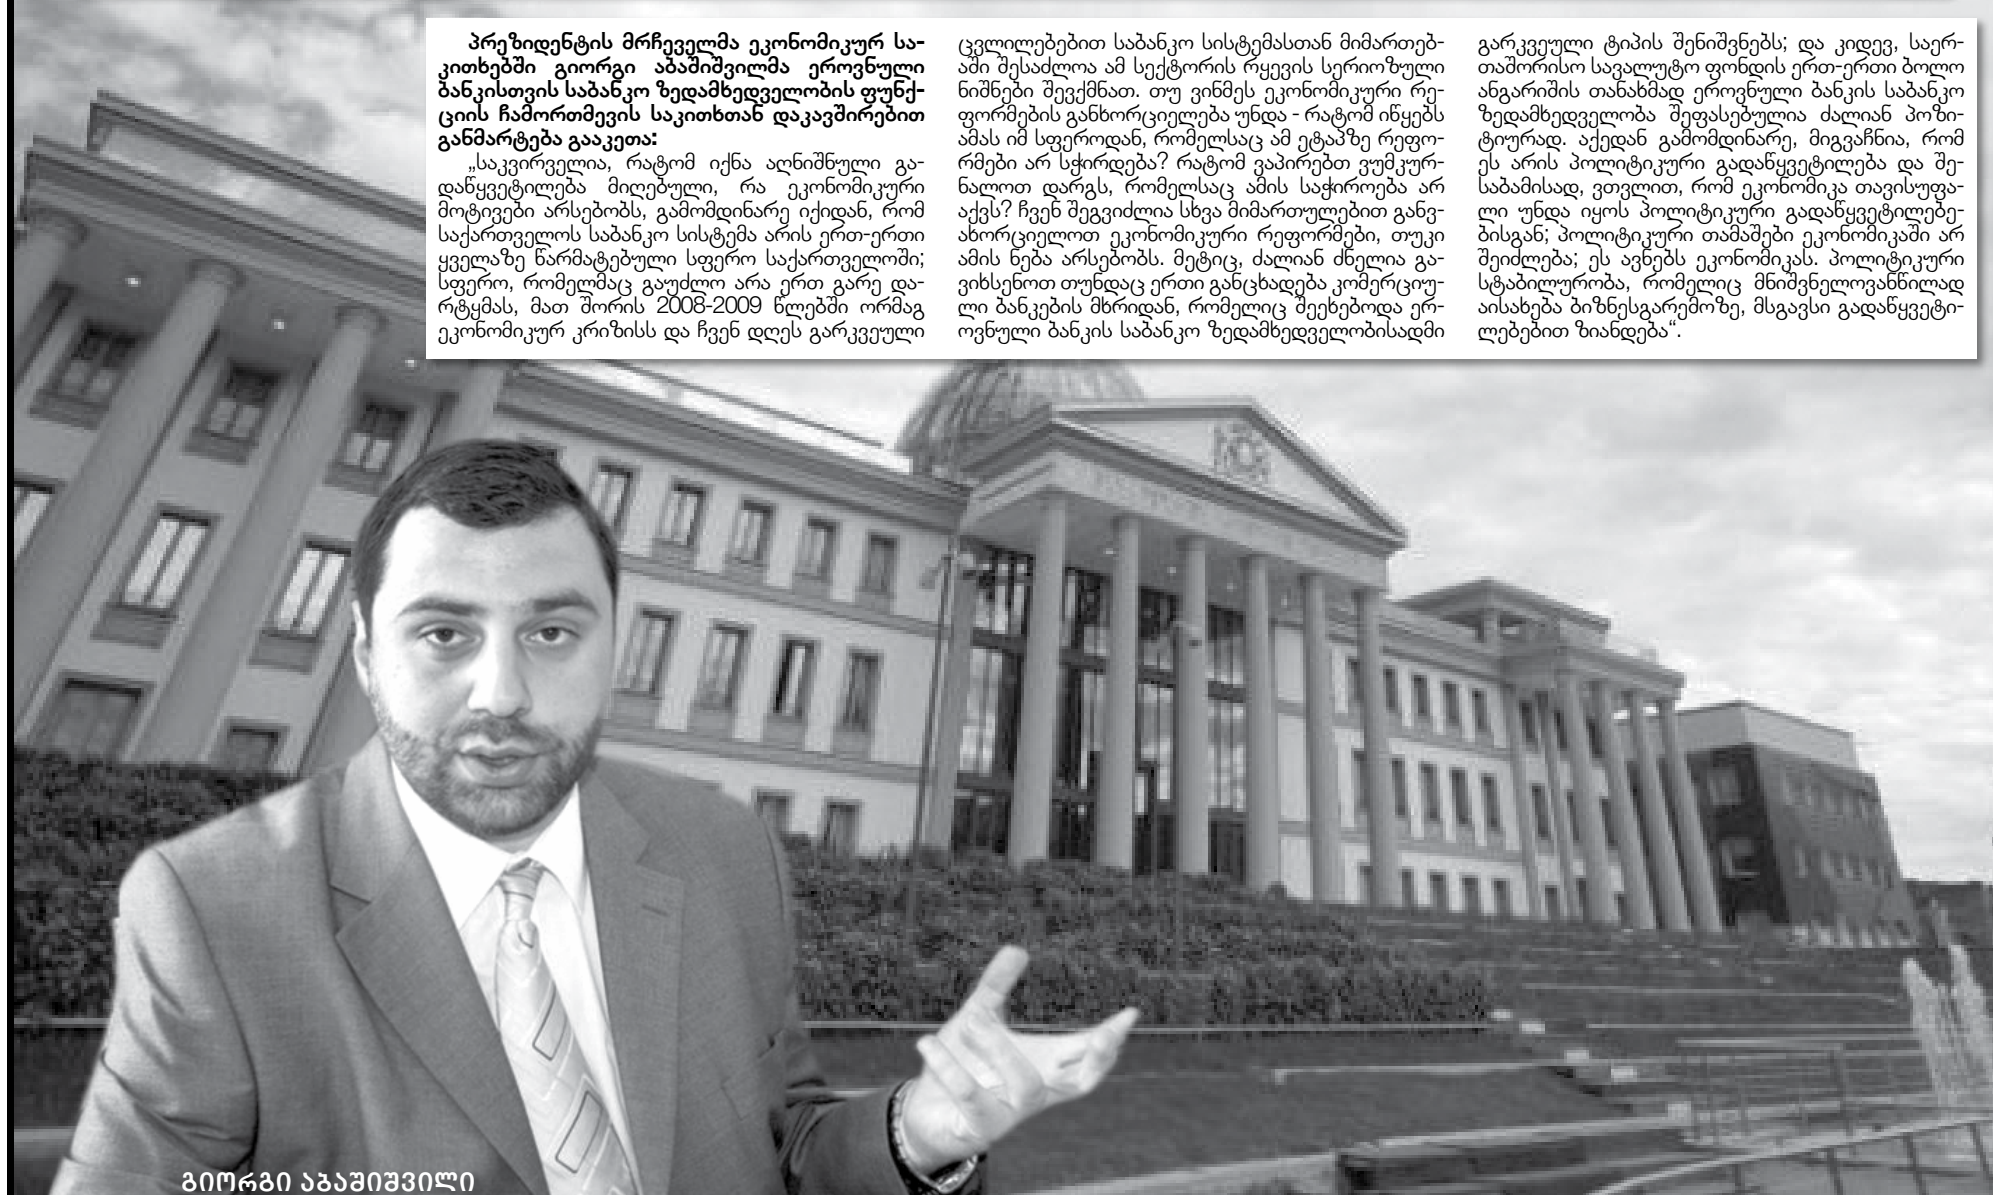 პრეზიდენტის მრჩეველმა ეკონომიკურ სა-
კითხებში გიორგი აბაშიშვილმა ეროვნული
ბანკისთვის საბანკო ზედამხედველობის ფუნქ-
ციის ჩამორთმევის საკითხთან დაკავშირებით
განმარტება გააკეთა:
„საკვირველია, რატომ იქნა აღნიშნული გა-
დაწყვეტილება მიღებული, რა ეკონომიკური
მოტივები არსებობს, გამომდინარე იქიდან, რომ
საქართველოს საბანკო სისტემა არის ერთ-ერთი
ყველაზე წარმატებული სფერო საქართველოში;
სფერო, რომელმაც გაუძლო არა ერთ გარე და-
რტყმას, მათ შორის 2008-2009 წლებში ორმაგ
ეკონომიკურ კრიზისს და ჩვენ დღეს გარკვეული
ცვლილებებით საბანკო სისტემასთან მიმართებ-
აში შესაძლოა ამ სექტორის რყევის სერიოზული
ნიშნები შევქმნათ. თუ ვინმეს ეკონომიკური რე-
ფორმების განხორციელება უნდა - რატომ იწყებს
ამას იმ სფეროდან, რომელსაც ამ ეტაპზე რეფო-
რმები არ სჭირდება? რატომ ვაპირებთ ვუმკურ-
ნალოთ დარგს, რომელსაც ამის საჭიროება არ
აქვს? ჩვენ შეგვიძლია სხვა მიმართულებით განვ-
ახორციელოთ ეკონომიკური რეფორმები, თუკი
ამის ნება არსებობს. მეტიც, ძალიან ძნელია გა-
ვიხსენოთ თუნდაც ერთი განცხადება კომერციუ-
ლი ბანკების მხრიდან, რომელიც შეეხებოდა ერ-
ოვნული ბანკის საბანკო ზედამხედველობისადმი
გარკვეული ტიპის შენიშვნებს; და კიდევ, საერ-
თაშორისო სავალუტო ფონდის ერთ-ერთი ბოლო
ანგარიშის თანახმად ეროვნული ბანკის საბანკო
ზედამხედველობა შეფასებულია ძალიან პოზი-
ტიურად. აქედან გამომდინარე, მიგვაჩნია, რომ
ეს არის პოლიტიკური გადაწყვეტილება და შე-
საბამისად, ვთვლით, რომ ეკონომიკა თავისუფა-
ლი უნდა იყოს პოლიტიკური გადაწყვეტილებე-
ბისგან; პოლიტიკური თამაშები ეკონომიკაში არ
შეიძლება; ეს ავნებს ეკონომიკას. პოლიტიკური
სტაბილურობა, რომელიც მნიშვნელოვანწილად
აისახება ბიზნესგარემოზე, მსგავსი გადაწყვეტი-
ლებებით ზიანდება“.
გიორგი აბაშიშვილი